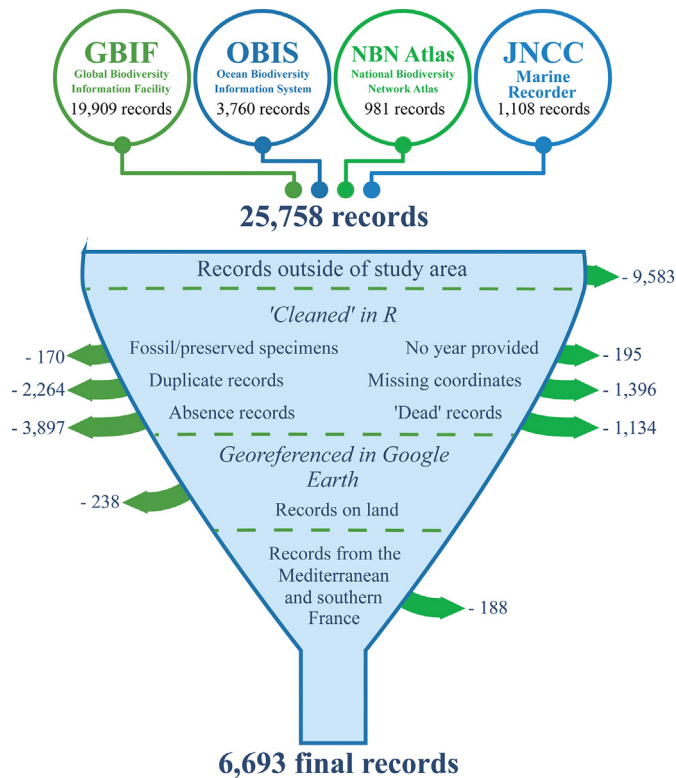 GBIF
Global Biodiversity
Information Facility
19,909 records
OBIS
Ocean Biodiversity
Information System
3,760 records
NBN Atlas
National Biodiversity
Network Atlas
981 records
JNCC
Marine
Recorder
1,108 records
25,758 records
Records outside of study area
- 9,583
'Cleaned' in R
- 170
Fossil/preserved specimens
No year provided
- 195
- 2,264
Duplicate records
Missing coordinates
- 1,396
- 3,897
Absence records
'Dead' records
- 1,134
Georeferenced in Google
Earth
- 238
Records on land
Records from the
Mediterranean
and southern
France
- 188
6,693 final records